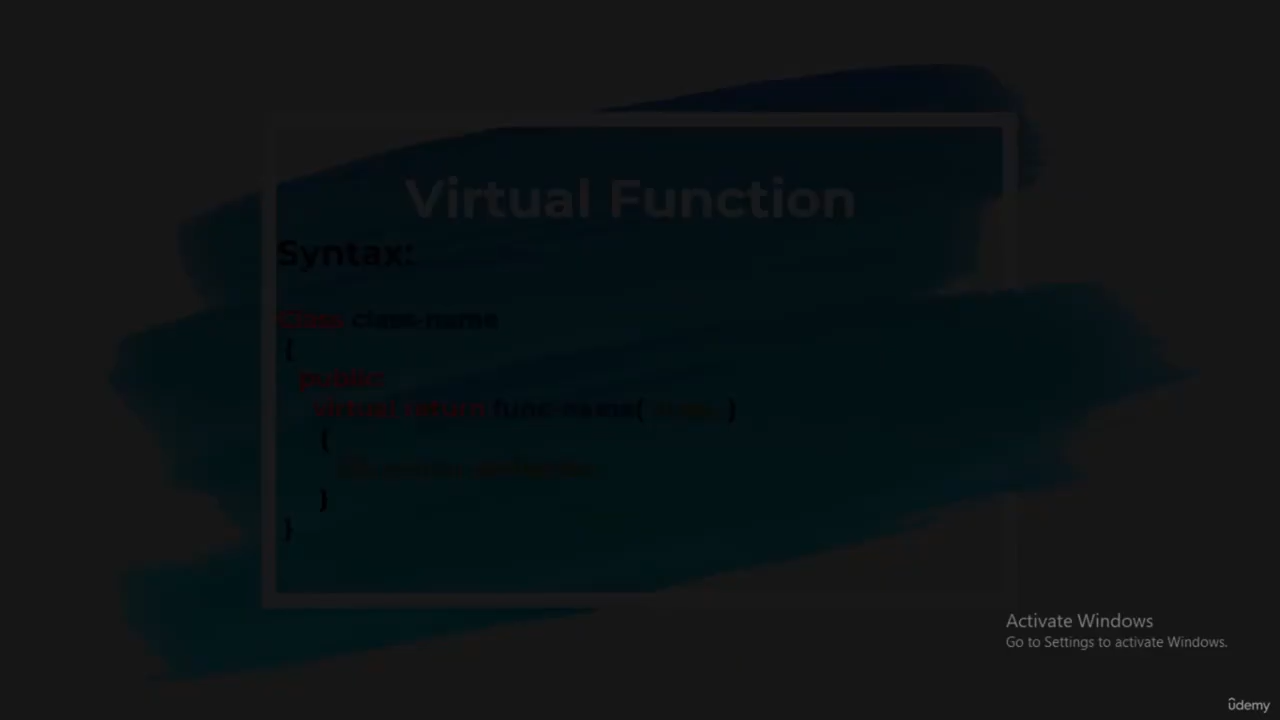 Virtual Function
Syntax:
Class class-name
{
public:
virtual return func-name( )
{
}
}
Activate Windows
Go to Settings to activate Windows.
ûdemy